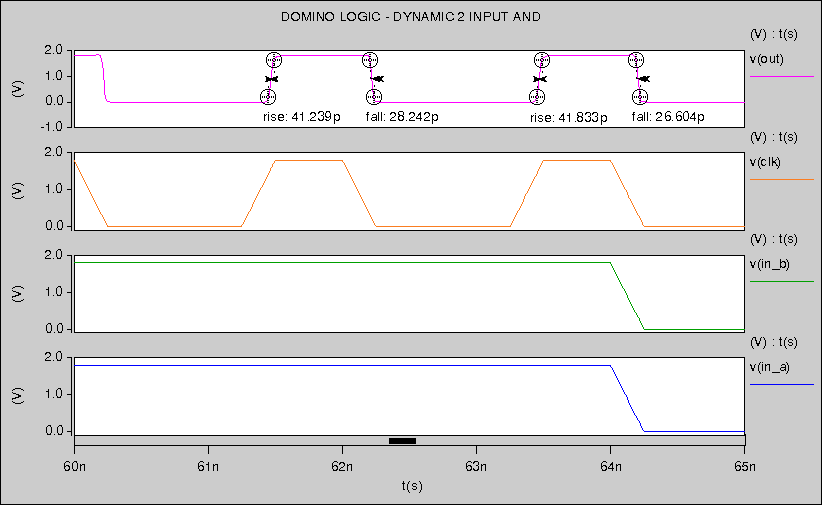 DOMINO LOGIC - DYNAMIC 2 INPUT AND
(V) : t(s)
v(out)
2.0
1.0
0.0
-1.0
(V)
rise: 41.239p fall: 28.242p rise: 41.833p fall: 26.604p
(V) : t(s)
v(clk)
2.0
1.0
0.0
(V)
(V) : t(s)
v(in_b)
2.0
1.0
0.0
(V)
(V) : t(s)
v(in_a)
2.0
1.0
0.0
(V)
60n 61n 62n 63n 64n 65n
t(s)